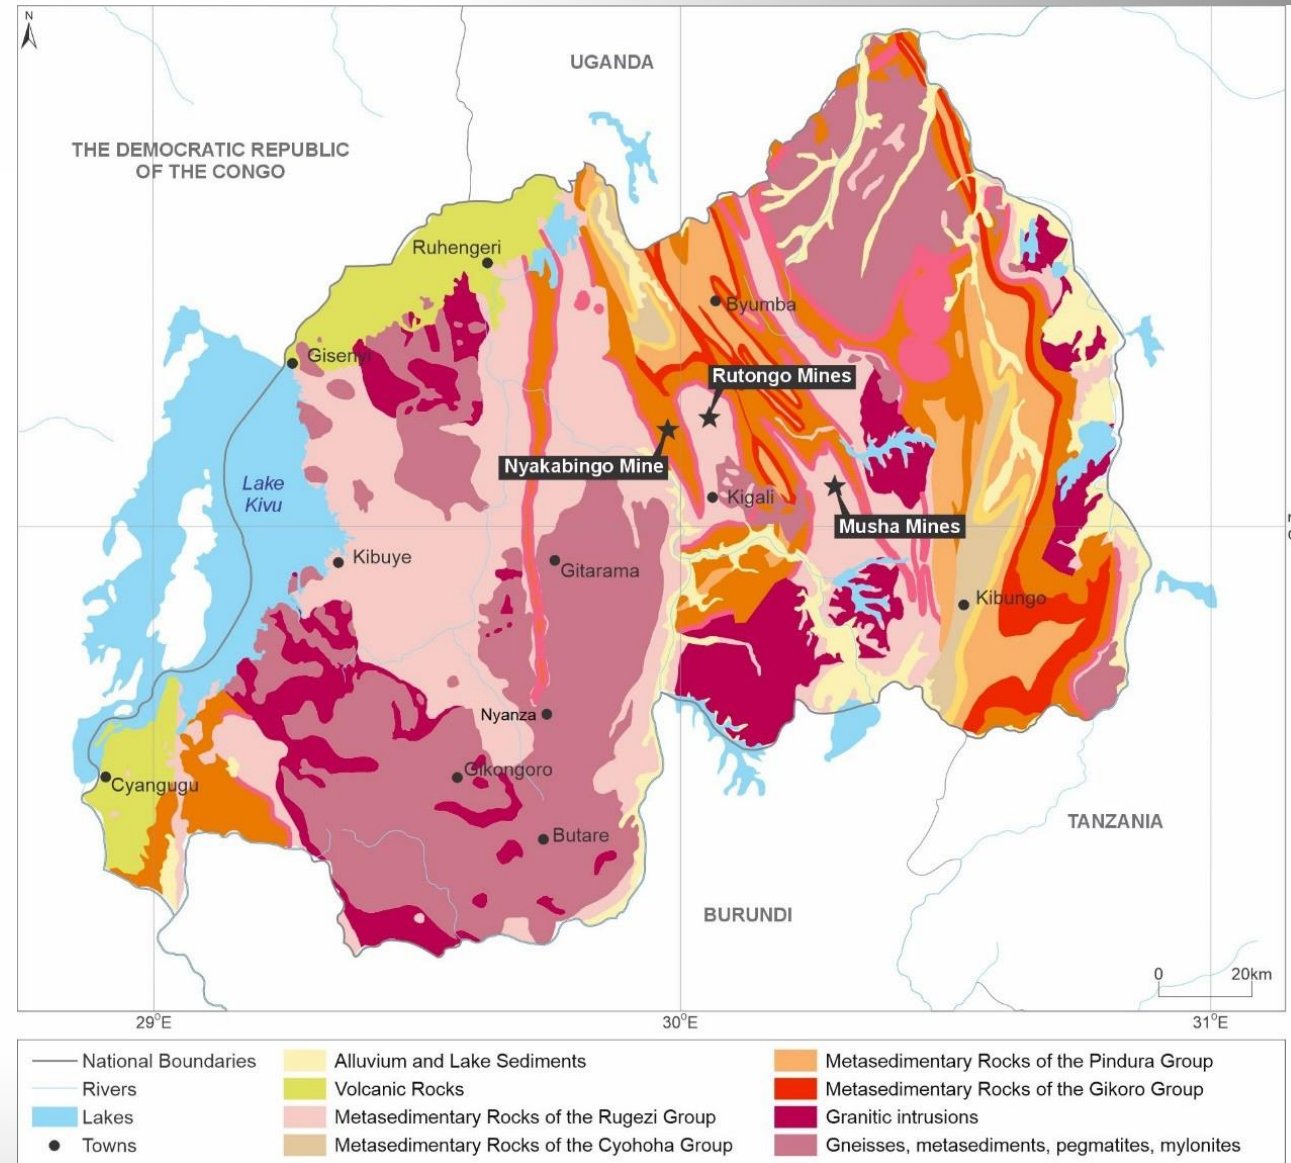 N
UGANDA
THE DEMOCRATIC REPUBLIC
OF THE CONGO
Ruhengeri
Byumba
Gisenyi
Rutongo Mines
Nyakabingo Mine
Lake
Kivu
Kigali
Musha Mines
Kibuye
Gitarama
Kibungo
Nyanza
Gikongoro
Cyangugu
Butare
TANZANIA
BURUNDI
0 20km
29°E 30°E 31°E
National Boundaries
Rivers
Lakes
Towns
Alluvium and Lake Sediments
Volcanic Rocks
Metasedimentary Rocks of the Rugezi Group
Metasedimentary Rocks of the Cyohoha Group
Metasedimentary Rocks of the Pindura Group
Metasedimentary Rocks of the Gikoro Group
Granitic intrusions
Gneisses, metasediments, pegmatites, mylonites